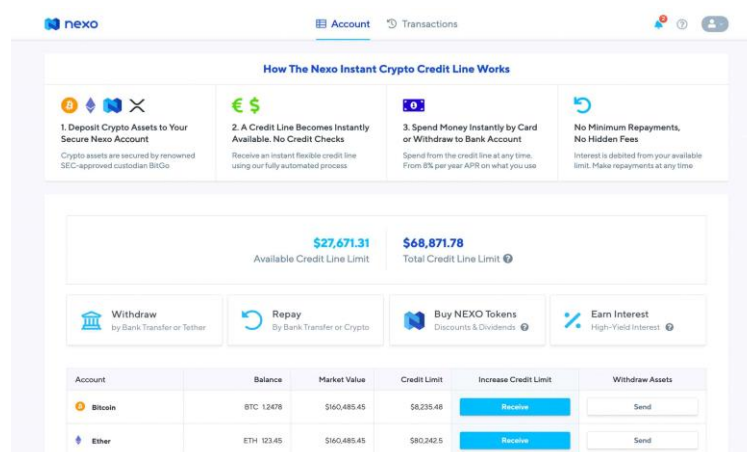 nexo
Account
Transactions
2
How The Nexo Instant Crypto Credit Line Works
1. Deposit Crypto Assets to Your
Secure Nexo Account
Crypto assets are secured by renowned
SEC-approved custodian BitGo
€ $
2. A Credit Line Becomes Instantly
Available. No Credit Checks
Receive an instant flexible credit line
using our fully automated process
3. Spend Money Instantly by Card
or Withdraw to Bank Account
Spend from the credit line at any time.
From 8% per year APR on what you use
No Minimum Repayments,
No Hidden Fees
Interest is debited from your available
limit. Make repayments at any time
$27,671.31
Available Credit Line Limit
$68,871.78
Total Credit Line Limit ?
Withdraw
by Bank Transfer or Tether
Repay
By Bank Transfer or Crypto
Buy NEXO Tokens
Discounts & Dividends ?
Earn Interest
High-Yield Interest ?
Account Balance Market Value Credit Limit Increase Credit Limit Withdraw Assets
Bitcoin BTC 1.2478 $160,485.45 $8,235.48 Receive Send
Ether ETH 123.45 $160,485.45 $80,242.5 Receive Send